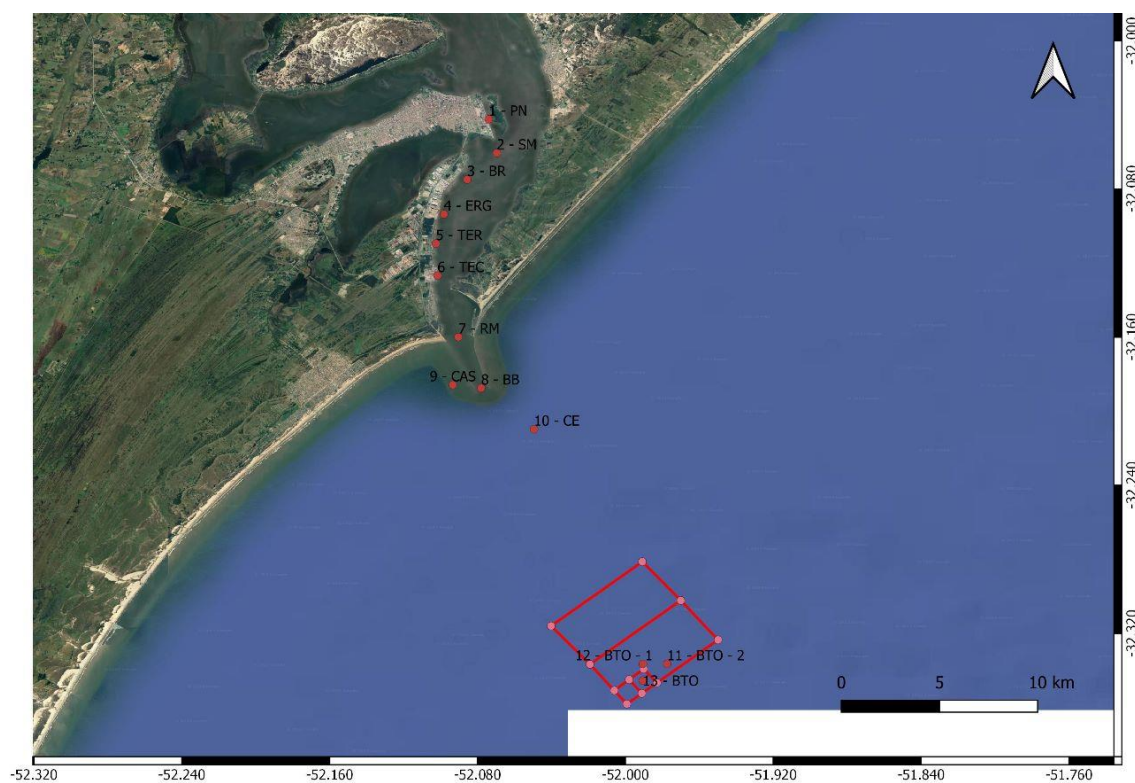 1 - PN
2 - SM
3 - BR
4 - ERG
5 - TER
6 - TEC
7 - RM
9 - CAS
8 - BB
10 - CE
12 - BTO - 1
11 - BTO - 2
13 - BTO
0 5 10 km
-32.000
-32.080
-32.160
-32.240
-32.320
-52.320 -52.240 -52.160 -52.080 -52.000 -51.920 -51.840 -51.760